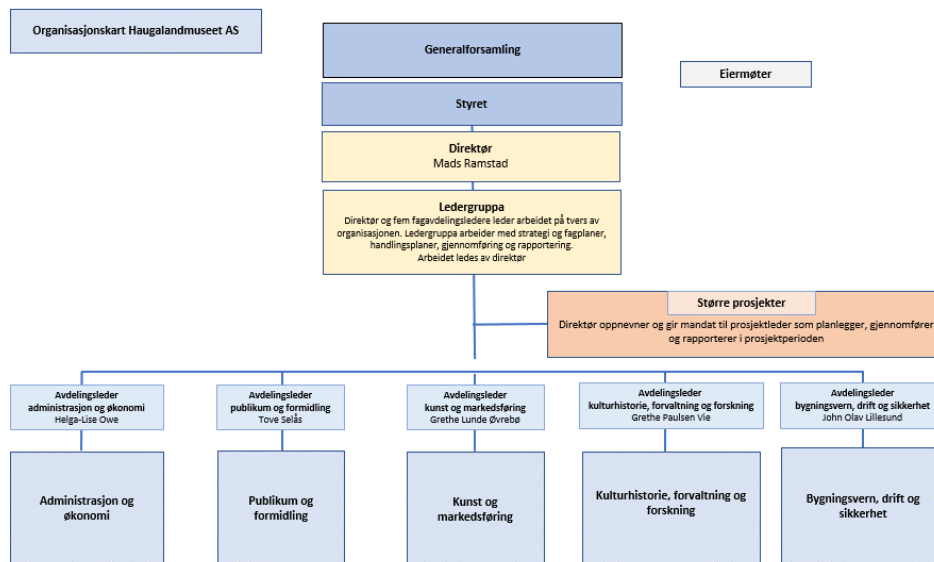 Organisasjonskart Haugalandmuseet AS
Generalforsamling
Eiermøter
Styret
Direktør
Mads Ramstad
Ledergruppa
Direktør og fem fagavdelingsledere leder arbeidet på tvers av
organisasjonen. Ledergruppa arbeider med strategi og fagplaner,
handlingsplaner, gjennomføring og rapportering.
Arbeidet ledes av direktør
Større prosjekter
Direktør oppnevner og gir mandat til prosjektleder som planlegger, gjennomfører
og rapporterer i prosjektperioden
Avdelingsleder
administrasjon og økonomi
Helga-Lise Owe
Avdelingsleder
publikum og formidling
Tove Selås
Avdelingsleder
kunst og markedsføring
Grethe Lunde Øvrebø
Avdelingsleder
kulturhistorie, forvaltning og forskning
Grethe Paulsen Vie
Avdelingsleder
bygningsvern, drift og sikkerhet
John Olav Lillesund
Administrasjon og
økonomi
Publikum og
formidling
Kunst og
markedsføring
Kulturhistorie, forvaltning og
forskning
Bygningsvern, drift og
sikkerhet